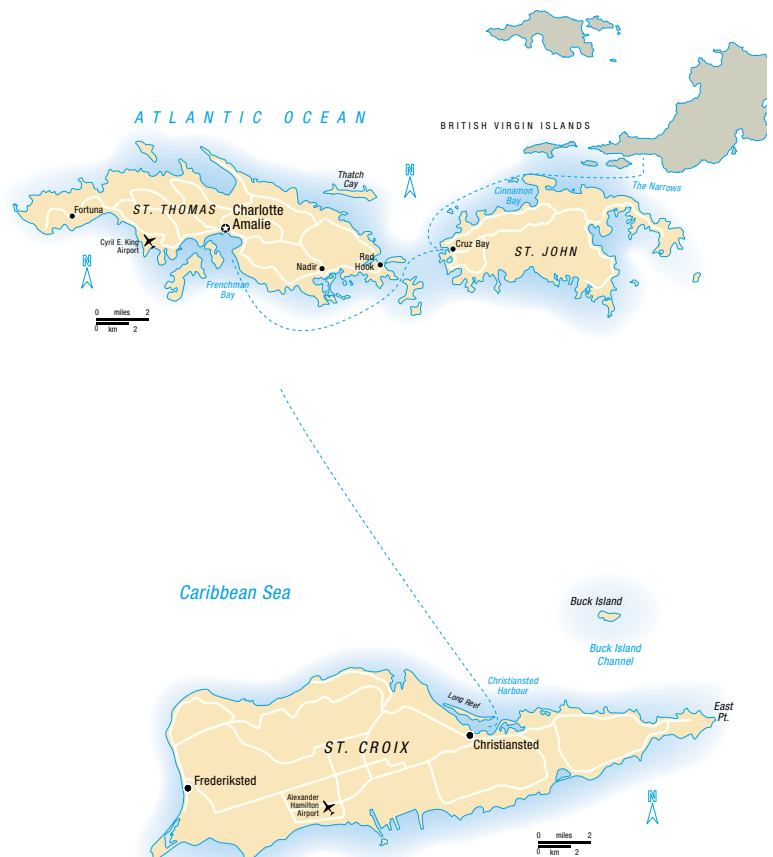 ATLANTIC OCEAN
BRITISH VIRGIN ISLANDS
Thatch
Cay
N
Cinnamon
Bay
The Narrows
Fortuna
ST. THOMAS
Charlotte
Amalie
Cyril E. King
Airport
N
Frenchman
Bay
Nadir
Red
Hook
Cruz Bay
ST. JOHN
0 miles 2
0 km 2
Caribbean Sea
Buck Island
Buck Island
Channel
Christiansted
Harbour
Long Reef
East
Pt.
ST. CROIX
Christiansted
Frederiksted
Alexander
Hamilton
Airport
N
0 miles 2
0 km 2